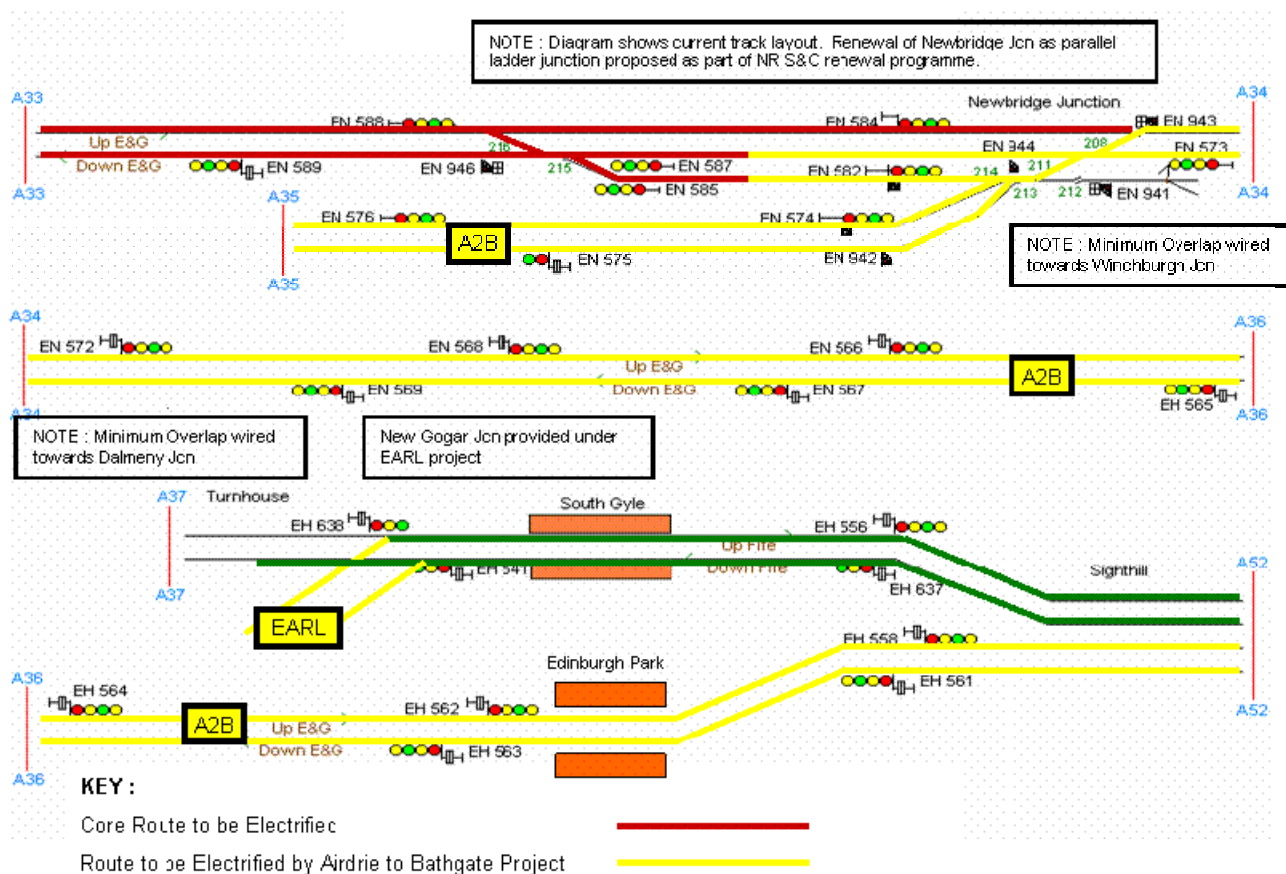 NOTE : Diagram shows current track layout. Renewal of Newbridge Jcn as parallel
ladder junction proposed as part of NR S&C renewal programme.
A33
A34
Newbridge Junction
EN 588
EN 584
EN 943
Up E&G
216
EN 944
208
Down E&G
EN 589
EN 946
215
EN 587
EN 582
214
211
EN 573
A33
A35
EN 585
213
212
EN 941
A34
EN 576
EN 574
A2B
EN 575
EN 942
NOTE : Minimum Overlap wired
towards Winchburgh Jcn
A35
A34
A36
EN 572
EN 568
EN 566
Up E&G
A2B
Down E&G
EN 569
EN 567
EH 565
A34
A36
NOTE : Minimum Overlap wired
towards Dalmeny Jcn
New Gogar Jcn provided under
EARL project
A37
Turnhouse
South Gyle
EH 638
EH 556
Up Fife
EH 541
Down Fife
Sighthill
A52
A37
EH 637
EARL
EH 558
Edinburgh Park
A36
EH 564
EH 561
EH 562
A52
A2B
Up E&G
Down E&G
EH 563
A36
KEY :
Core Route to be Electrified
Route to be Electrified by Airdrie to Bathgate Project